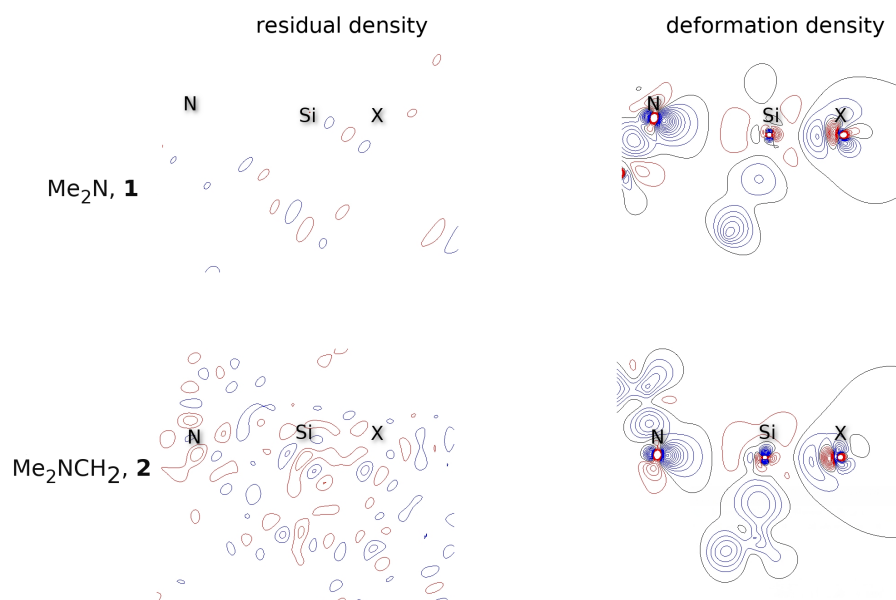 residual density deformation density
N Si X N Si X
Me₂N, 1
N Si X N Si X
Me₂NCH₂, 2